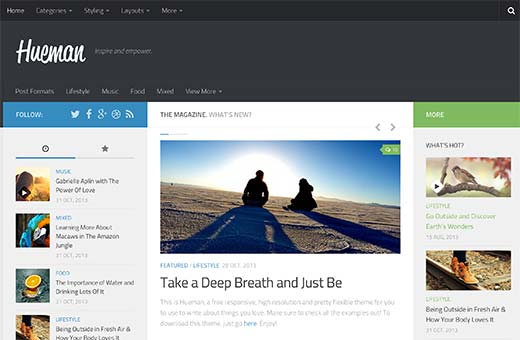 Home Categories Styling Layouts More
Hueman Inspire and empower.
Post Formats Lifestyle Music Food Mixed View More
FOLLOW:
MUSIC
Gabrielle Aplin with The
Power Of Love
31 OCT, 2013
MIXED
Learning More About
Macaws in The Amazon
Jungle
31 OCT, 2013
FOOD
The Importance of Water and
Drinking Lots Of It
31 OCT, 2013
LIFESTYLE
Being Outside in Fresh Air &
How Your Body Loves It
THE MAGAZINE. WHAT'S NEW?
10
FEATURED / LIFESTYLE 28 OCT, 2013
Take a Deep Breath and Just Be
This is Hueman, a free responsive, high resolution and pretty flexible theme for you
to use to write about things you love. Make sure to check all the examples out! To
download this theme, just go here. Enjoy!
MORE
WHAT'S HOT?
LIFESTYLE
Go Outside and Discover
Earth's Wonders
15 AUG, 2013
LIFESTYLE
Being Outside in Fresh Air &
How Your Body Loves It
31 OCT, 2013